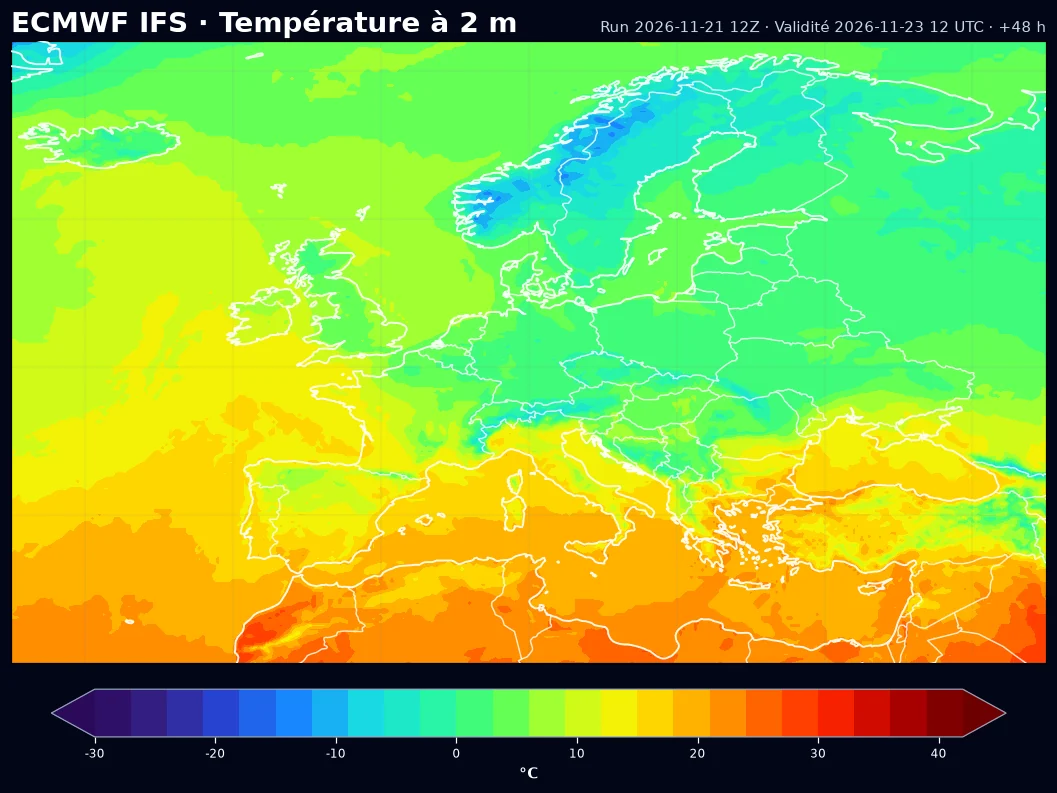 ECMWF IFS · Température à 2 m
Run 2026-11-21 12Z · Validité 2026-11-23 12 UTC · +48 h
-30 -20 -10 0 10 20 30 40
°C